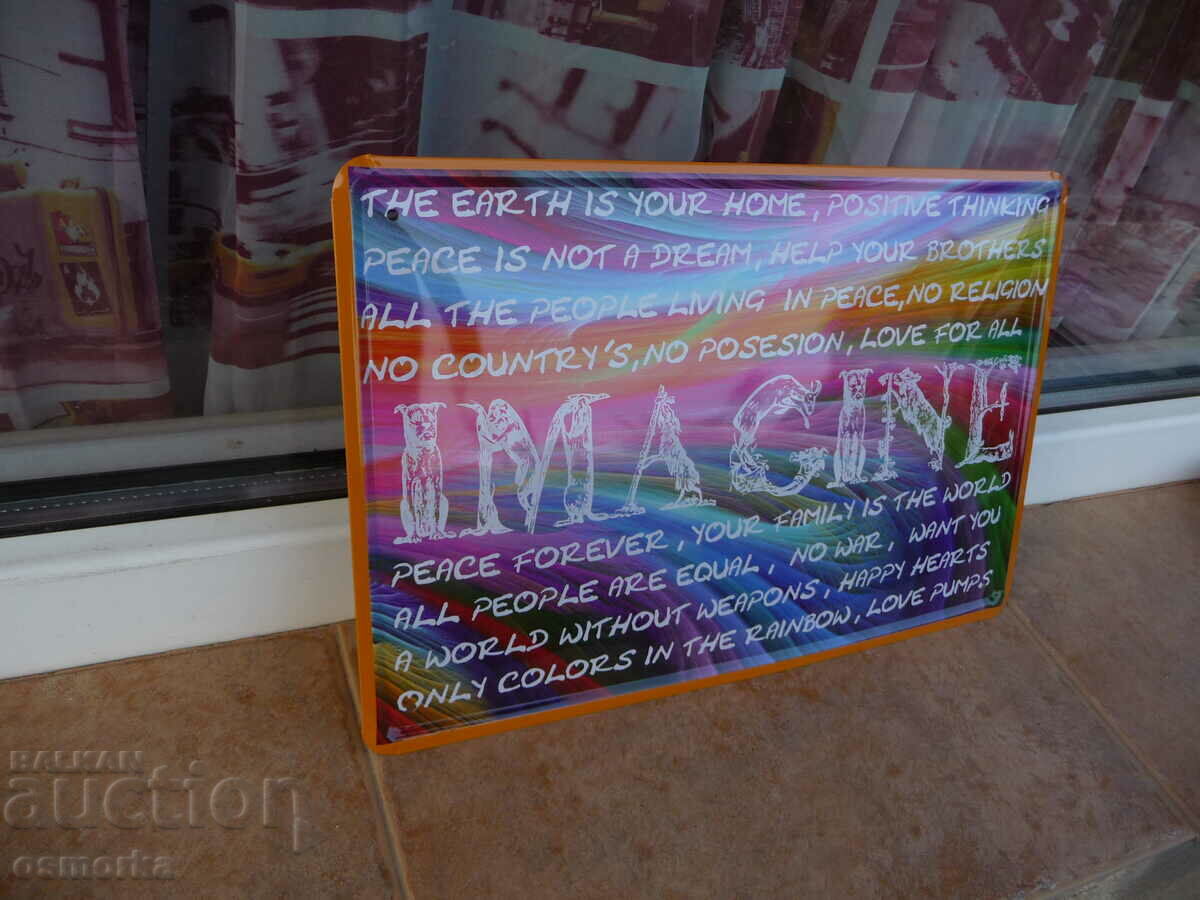 THE EARTH IS YOUR HOME, POSITIVE THINKING
PEACE IS NOT A DREAM, HELP YOUR BROTHERS
ALL THE PEOPLE LIVING IN PEACE, NO RELIGION
NO COUNTRY'S, NO POSESION, LOVE FOR ALL
IMAGINE
PEACE FOREVER, YOUR FAMILY IS THE WORLD
ALL PEOPLE ARE EQUAL, NO WAR, WANT YOU
A WORLD WITHOUT WEAPONS, HAPPY HEARTS
ONLY COLORS IN THE RAINBOW, LOVE PUMPS
BALKAN
auction
osmorka